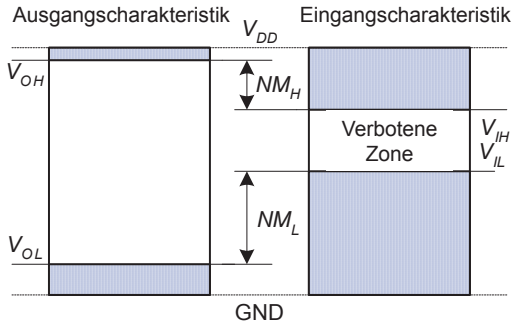 Ausgangscharakteristik
Eingangscharakteristik
V_DD
V_OH
NM_H
Verbotene
Zone
V_IH
V_IL
NM_L
V_OL
GND